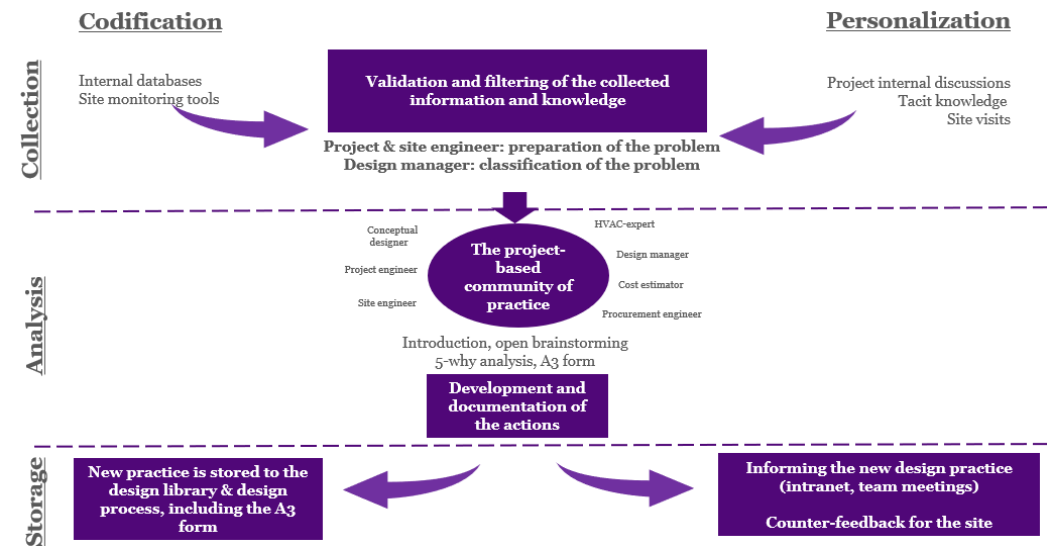 Codification
Personalization
Collection
Internal databases
Site monitoring tools
Validation and filtering of the collected
information and knowledge
Project internal discussions
Tacit knowledge
Site visits
Project & site engineer: preparation of the problem
Design manager: classification of the problem
Analysis
Conceptual
designer
Project engineer
Site engineer
The project-
based
community of
practice
HVAC-expert
Design manager
Cost estimator
Procurement engineer
Introduction, open brainstorming
5-why analysis, A3 form
Development and
documentation of
the actions
Storage
New practice is stored to the
design library & design
process, including the A3
form
Informing the new design practice
(intranet, team meetings)
Counter-feedback for the site